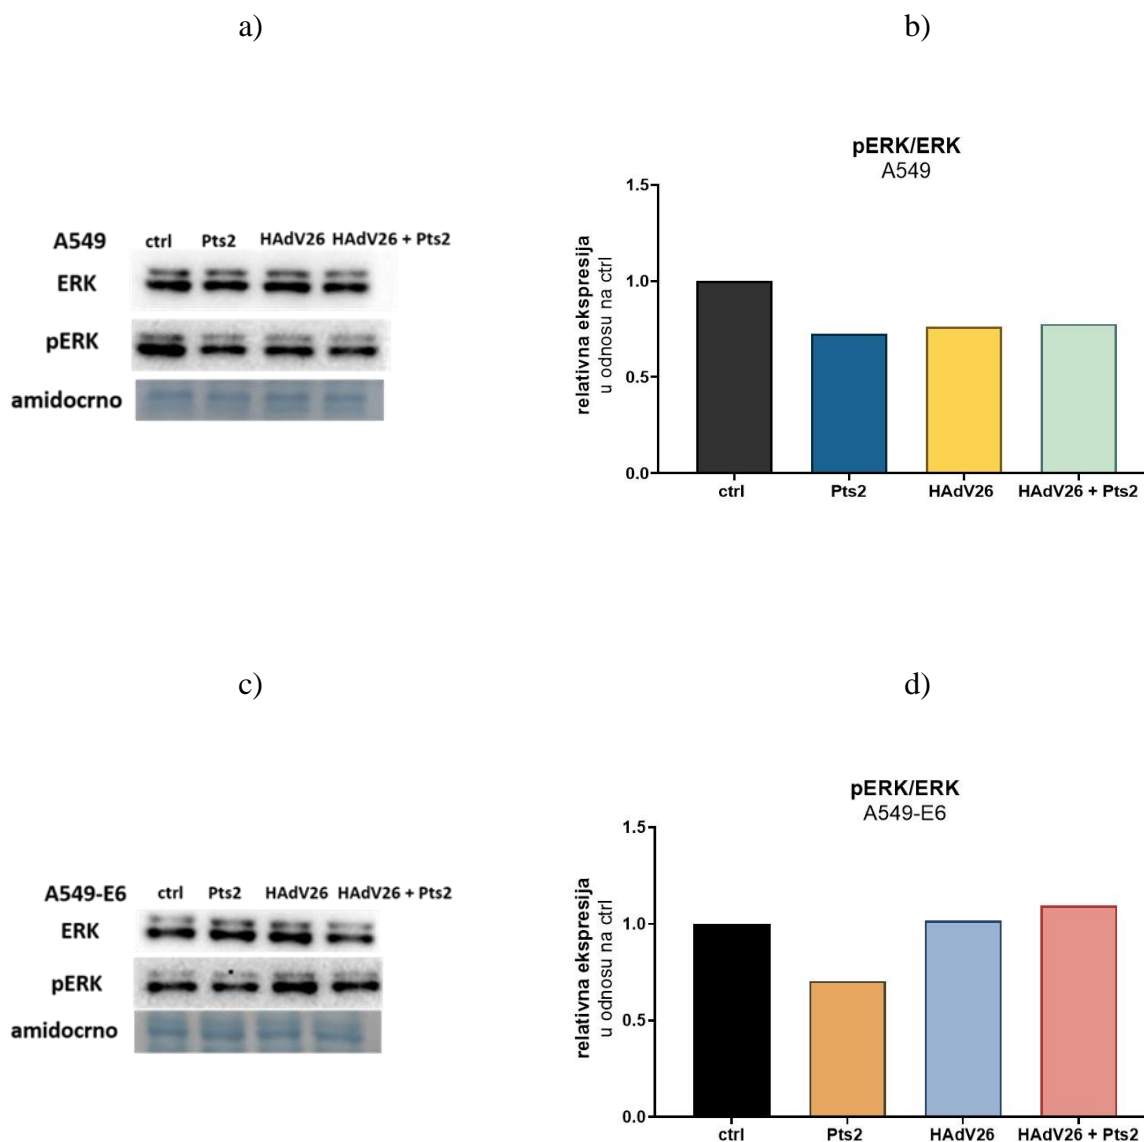 a)
A549 ctrl Pts2 HAdV26 HAdV26 + Pts2
ERK
pERK
amidocrno
b)
pERK/ERK
A549
relativna ekspresija
u odnosu na ctrl
1.5
1.0
0.5
0.0
ctrl Pts2 HAdV26 HAdV26 + Pts2
c)
A549-E6 ctrl Pts2 HAdV26 HAdV26 + Pts2
ERK
pERK
amidocrno
d)
pERK/ERK
A549-E6
relativna ekspresija
u odnosu na ctrl
1.5
1.0
0.5
0.0
ctrl Pts2 HAdV26 HAdV26 + Pts2